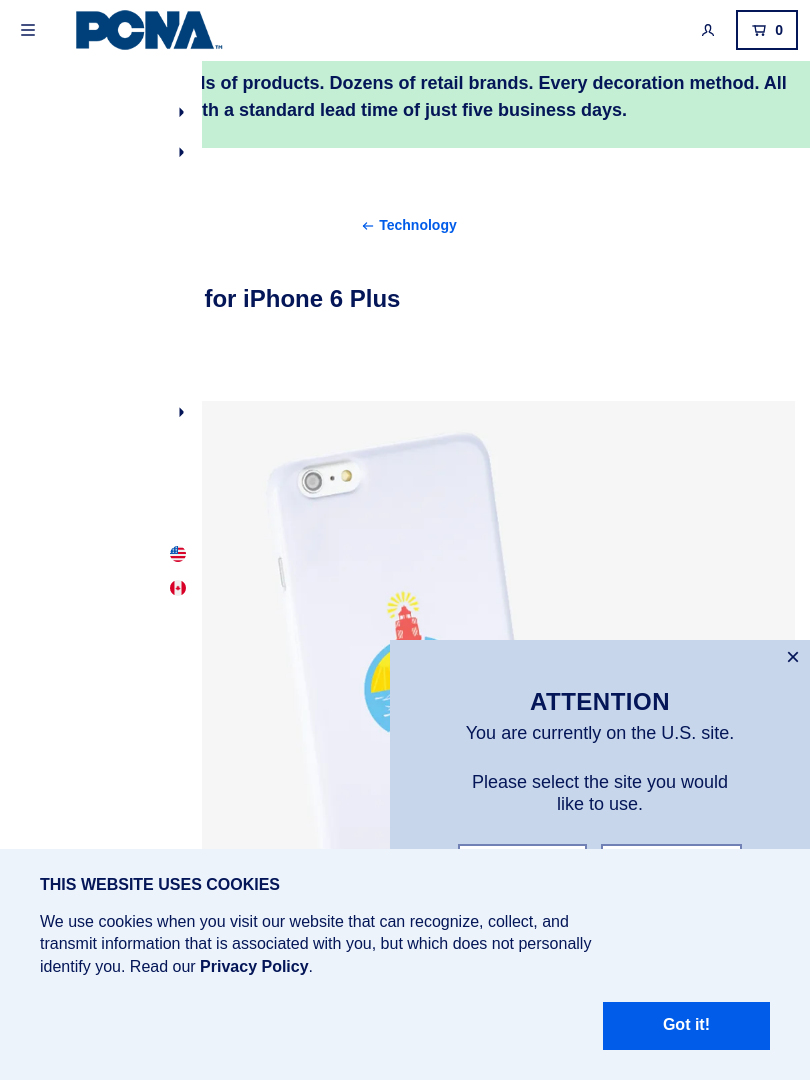 PCNA™
0
ls of products. Dozens of retail brands. Every decoration method. All
th a standard lead time of just five business days.
Technology
for iPhone 6 Plus
ATTENTION
You are currently on the U.S. site.
Please select the site you would
like to use.
THIS WEBSITE USES COOKIES
We use cookies when you visit our website that can recognize, collect, and
transmit information that is associated with you, but which does not personally
identify you. Read our Privacy Policy.
Got it!